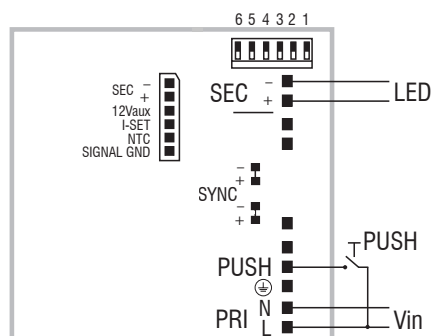 6 5 4 3 2 1
SEC −
+
12Vaux
I-SET
NTC
SIGNAL GND
SEC −
+
LED
SYNC
− 
+
−
+
PUSH
PUSH
PRI N
L
Vin